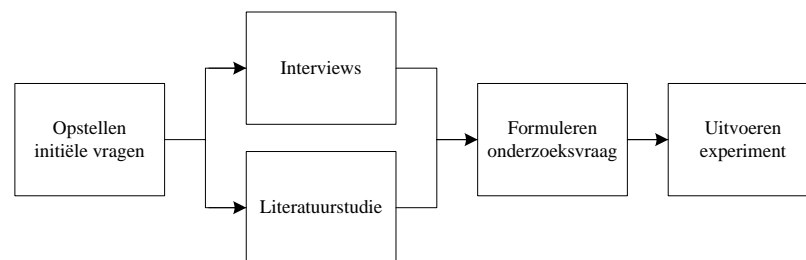 Opstellen
initiële vragen
Interviews
Literatuurstudie
Formuleren
onderzoeksvraag
Uitvoeren
experiment